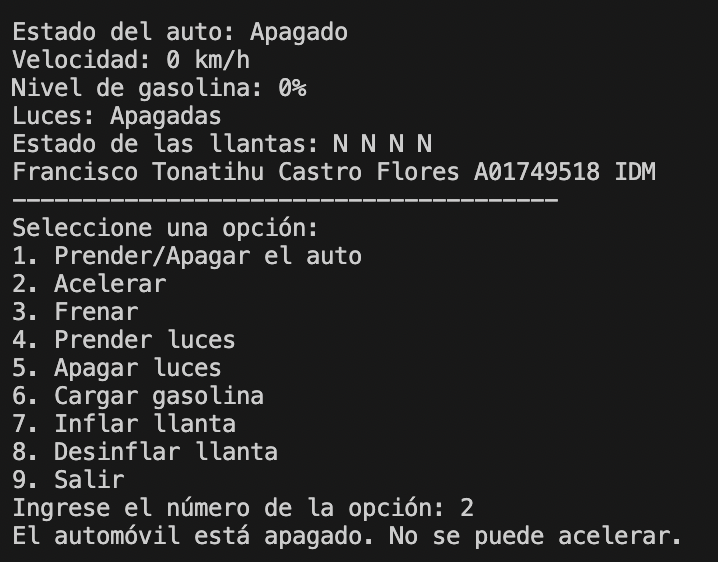 Estado del auto: Apagado
Velocidad: 0 km/h
Nivel de gasolina: 0%
Luces: Apagadas
Estado de las llantas: N N N N
Francisco Tonatihu Castro Flores A01749518 IDM
---------------------------------------
Seleccione una opción:
1. Prender/Apagar el auto
2. Acelerar
3. Frenar
4. Prender luces
5. Apagar luces
6. Cargar gasolina
7. Inflar llanta
8. Desinflar llanta
9. Salir
Ingrese el número de la opción: 2
El automóvil está apagado. No se puede acelerar.